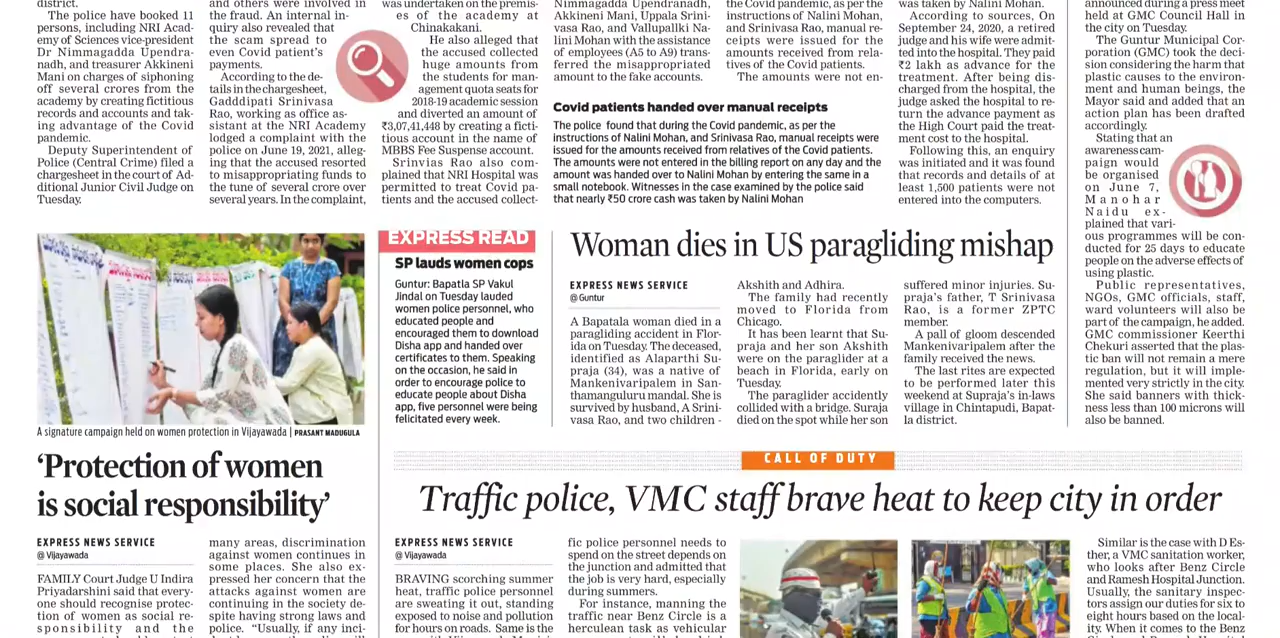 district.
The police have booked 11
persons, including NRI Acad-
emy of Sciences vice-president
Dr Nimmagadda Upendra-
nadh, and treasurer Akkineni
Mani on charges of siphoning
off several crores from the
academy by creating fictitious
records and accounts and tak-
ing advantage of the Covid
pandemic.
Deputy Superintendent of
Police (Central Crime) filed a
chargesheet in the court of Ad-
ditional Junior Civil Judge on
Tuesday.
and others were involved in
the fraud. An internal in-
quiry also revealed that
the scam spread to
even Covid patient's
payments.
According to the de-
tails in the chargesheet,
Gadddipati Srinivasa
Rao, working as office as-
sistant at the NRI Academy
lodged a complaint with the
police on June 19, 2021, alleg-
ing that the accused resorted
to misappropriating funds to
the tune of several crore over
several years. In the complaint,
was undertaken on the premis-
es of the academy at
Chinakakani.
He also alleged that
the accused collected
huge amounts from
the students for man-
agement quota seats for
2018-19 academic session
and diverted an amount of
₹3,07,41,448 by creating a ficti-
tious account in the name of
MBBS Fee Suspense account.
Srinvias Rao also com-
plained that NRI Hospital was
permitted to treat Covid pa-
tients and the accused collect-
Nimmagadda Upendranadh,
Akkineni Mani, Uppala Srini-
vasa Rao, and Vallupallki Na-
lini Mohan with the assistance
of employees (A5 to A9) trans-
ferred the misappropriated
amount to the fake accounts.
the Covid pandemic, as per the
instructions of Nalini Mohan,
and Srinivasa Rao, manual re-
ceipts were issued for the
amounts received from rela-
tives of the Covid patients.
The amounts were not en-
Covid patients handed over manual receipts
The police found that during the Covid pandemic, as per the
instructions of Nalini Mohan, and Srinivasa Rao, manual receipts were
issued for the amounts received from relatives of the Covid patients.
The amounts were not entered in the billing report on any day and the
amount was handed over to Nalini Mohan by entering the same in a
small notebook. Witnesses in the case examined by the police said
that nearly ₹50 crore cash was taken by Nalini Mohan
was taken by Nalini Mohan.
According to sources, On
September 24, 2020, a retired
judge and his wife were admit-
ted into the hospital. They paid
₹2 lakh as advance for the
treatment. After being dis-
charged from the hospital, the
judge asked the hospital to re-
turn the advance payment as
the High Court paid the treat-
ment cost to the hospital.
Following this, an enquiry
was initiated and it was found
that records and details of at
least 1,500 patients were not
entered into the computers.
announced during a press meet
held at GMC Council Hall in
the city on Tuesday.
The Guntur Municipal Cor-
poration (GMC) took the deci-
sion considering the harm that
plastic causes to the environ-
ment and human beings, the
Mayor said and added that an
action plan has been drafted
accordingly.
Stating that an
awareness cam-
paign would
be organised
on June 7,
Manohar
Naidu ex-
plained that vari-
ous programmes will be con-
ducted for 25 days to educate
people on the adverse effects of
using plastic.
Public representatives,
NGOs, GMC officials, staff,
ward volunteers will also be
part of the campaign, he added.
GMC commissioner Keerthi
Chekuri asserted that the plas-
tic ban will not remain a mere
regulation, but it will imple-
mented very strictly in the city.
She said banners with thick-
ness less than 100 microns will
also be banned.
A signature campaign held on women protection in Vijayawada | PRASANT MADUGULA
EXPRESS READ
SP lauds women cops
Guntur: Bapatla SP Vakul
Jindal on Tuesday lauded
women police personnel, who
educated people and
encouraged them to download
Disha app and handed over
certificates to them. Speaking
on the occasion, he said in
order to encourage police to
educate people about Disha
app, five personnel were being
felicitated every week.
Woman dies in US paragliding mishap
EXPRESS NEWS SERVICE
@ Guntur
A Bapatala woman died in a
paragliding accident in Flor-
ida on Tuesday. The deceased,
identified as Alaparthi Su-
praja (34), was a native of
Mankenivaripalem in San-
thamanguluru mandal. She is
survived by husband, A Srini-
vasa Rao, and two children -
Akshith and Adhira.
The family had recently
moved to Florida from
Chicago.
It has been learnt that Su-
praja and her son Akshith
were on the paraglider at a
beach in Florida, early on
Tuesday.
The paraglider accidently
collided with a bridge. Suraja
died on the spot while her son
suffered minor injuries. Su-
praja's father, T Srinivasa
Rao, is a former ZPTC
member.
A pall of gloom descended
Mankenivaripalem after the
family received the news.
The last rites are expected
to be performed later this
weekend at Supraja's in-laws
village in Chintapudi, Bapat-
la district.
'Protection of women
is social responsibility'
EXPRESS NEWS SERVICE
@ Vijayawada
FAMILY Court Judge U Indira
Priyadarshini said that every-
one should recognise protec-
tion of women as social re-
sponsibility and the
many areas, discrimination
against women continues in
some places. She also ex-
pressed her concern that the
attacks against women are
continuing in the society de-
spite having strong laws and
police. “Usually, if any inci-
CALL OF DUTY
Traffic police, VMC staff brave heat to keep city in order
EXPRESS NEWS SERVICE
@ Vijayawada
BRAVING scorching summer
heat, traffic police personnel
are sweating it out, standing
exposed to noise and pollution
for hours on roads. Same is the
fic police personnel needs to
spend on the street depends on
the junction and admitted that
the job is very hard, especially
during summers.
For instance, manning the
traffic near Benz Circle is a
herculean task as vehicular
Similar is the case with D Es-
ther, a VMC sanitation worker,
who looks after Benz Circle
and Ramesh Hospital Junction.
Usually, the sanitary inspec-
tors assign our duties for six to
eight hours based on the local-
ity. When it comes to the Benz